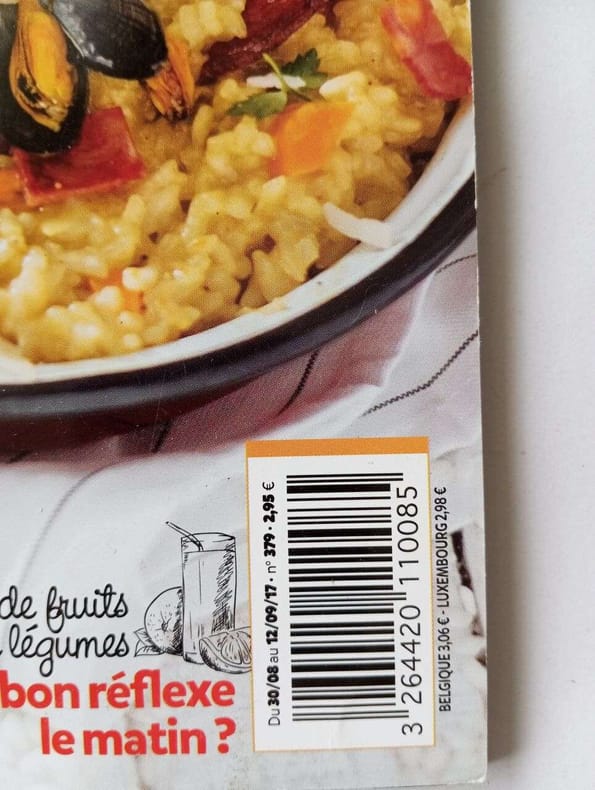 de fruits
légumes
bon réflexe
le matin ?
Du 30/08 au 12/09/17 · n° 379 · 2,95 €
3 264420 110085
BELGIQUE 3,06 € · LUXEMBOURG 2,98 €